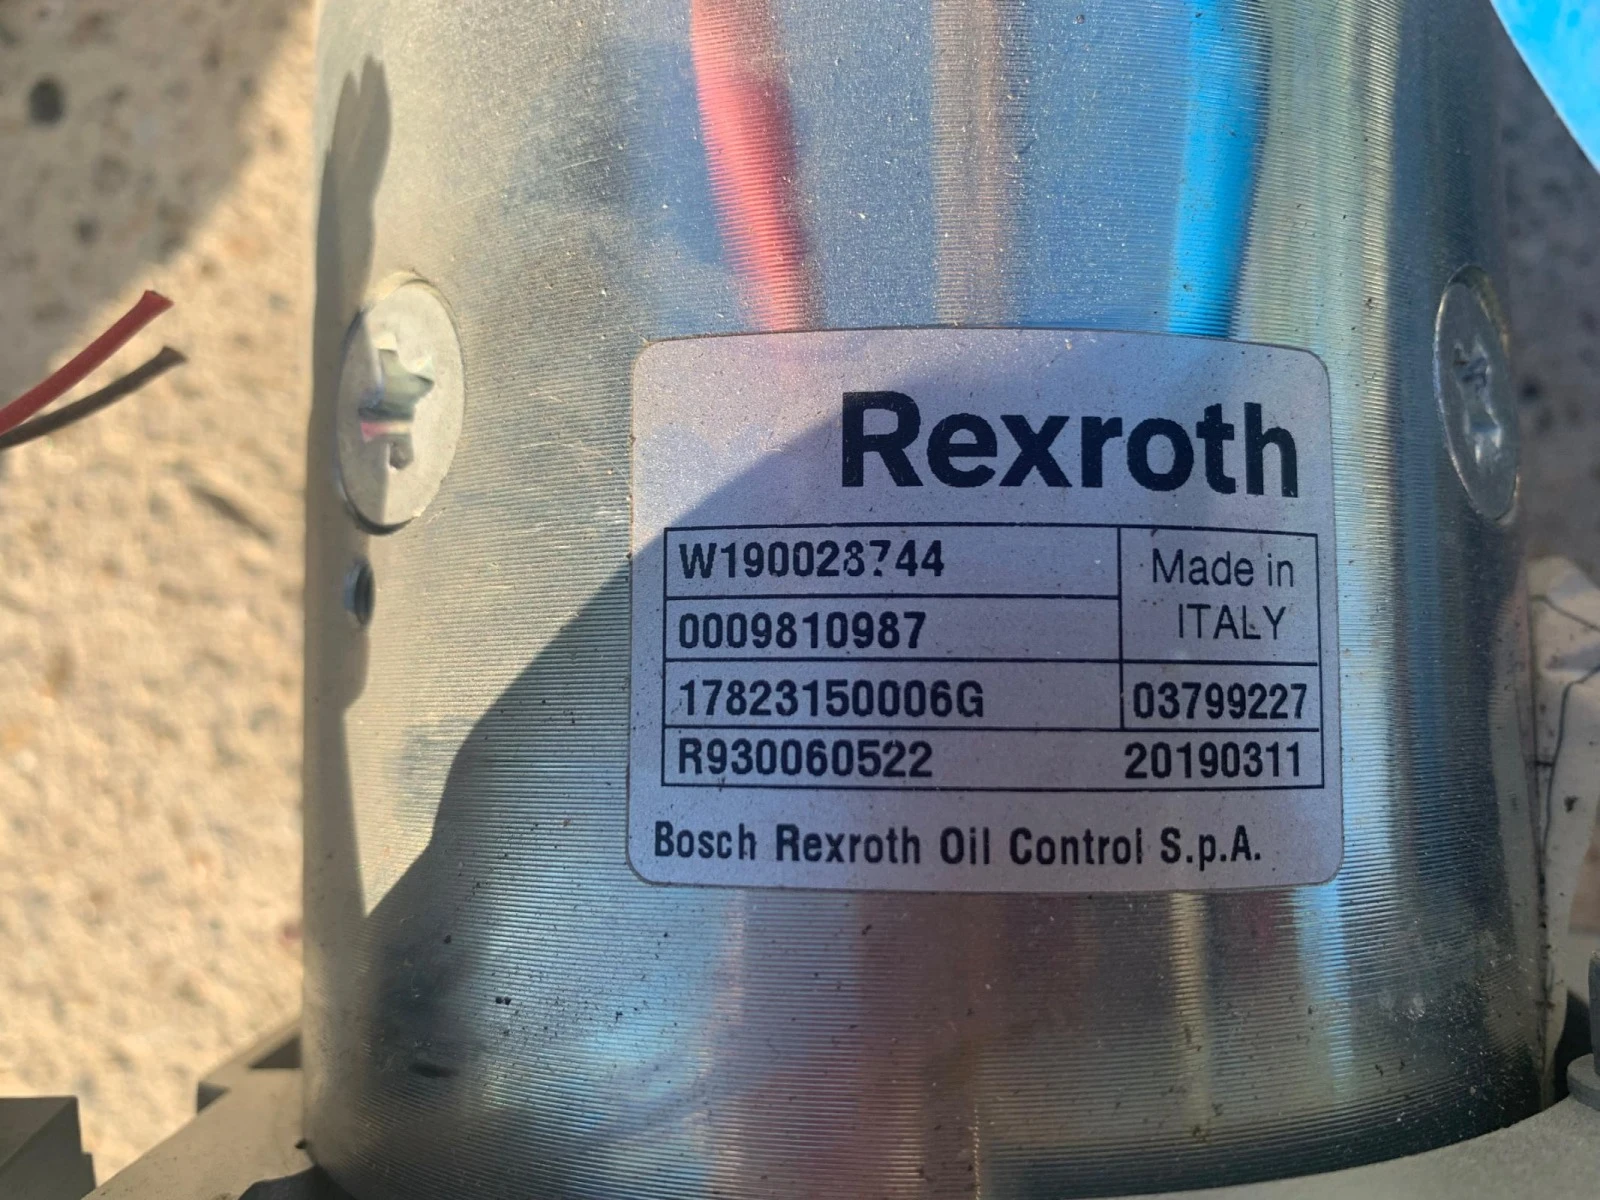 Rexroth
W190028744
Made in
ITALY
0009810987
17823150006G 03799227
R930060522 20190311
Bosch Rexroth Oil Control S.p.A.